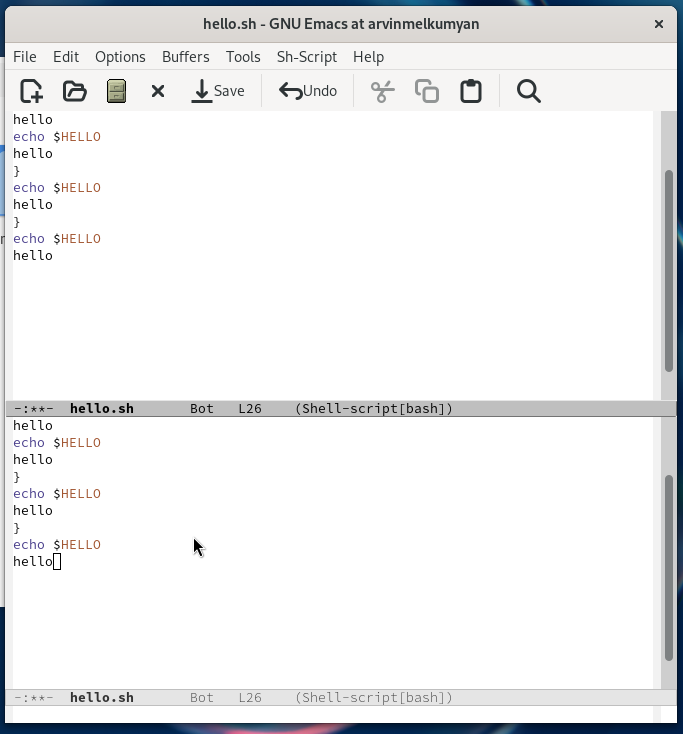 hello.sh - GNU Emacs at arvinmelkumyan
File Edit Options Buffers Tools Sh-Script Help
Save Undo
hello
echo $HELLO
hello
}
echo $HELLO
hello
}
echo $HELLO
hello
-:**- hello.sh Bot L26 (Shell-script[bash])
hello
echo $HELLO
hello
}
echo $HELLO
hello
}
echo $HELLO
hello
-:**- hello.sh Bot L26 (Shell-script[bash])